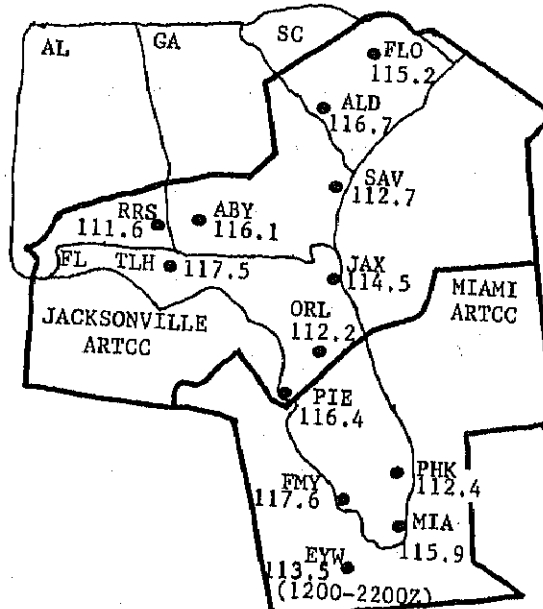 AL
GA
SC
FLO
115.2
ALD
116.7
SAV
112.7
RRS
111.6
ABY
116.1
FL
TLH
117.5
JAX
114.5
MIAMI
ARTCC
JACKSONVILLE
ARTCC
ORL
112.2
PIE
116.4
PHK
112.4
FMY
117.6
MIA
115.9
EYW
113.5
(1200-2200Z)